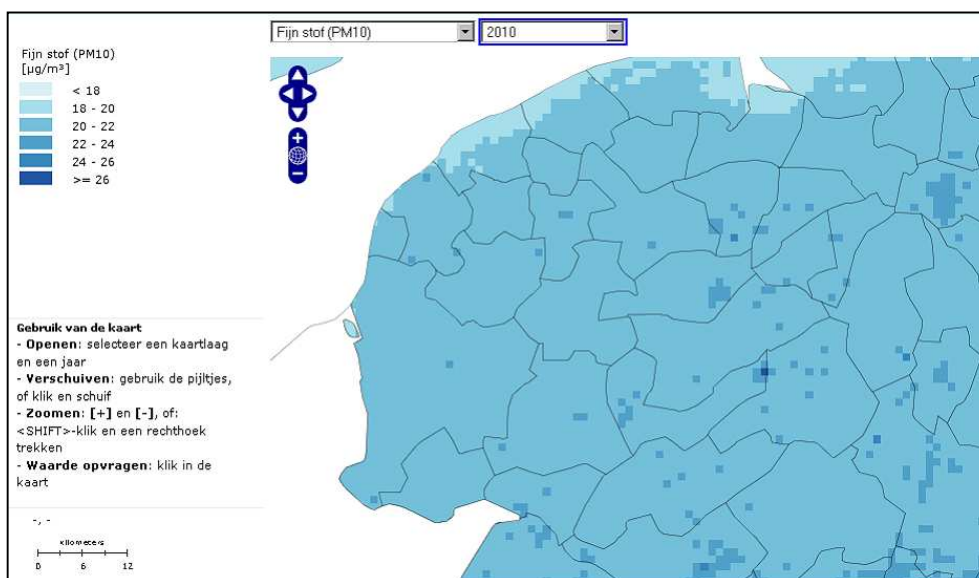 Fijn stof (PM10)
2010
Fijn stof (PM10)
[µg/m³]
< 18
18 - 20
20 - 22
22 - 24
24 - 26
>= 26
+
−
Gebruik van de kaart
- Openen: selecteer een kaartlaag
en een jaar
- Verschuiven: gebruik de pijltjes,
of klik en schuif
- Zoomen: [+] en [-], of:
<SHIFT>-klik en een rechthoek
trekken
- Waarde opvragen: klik in de
kaart
-, -
kilometers
0 6 12